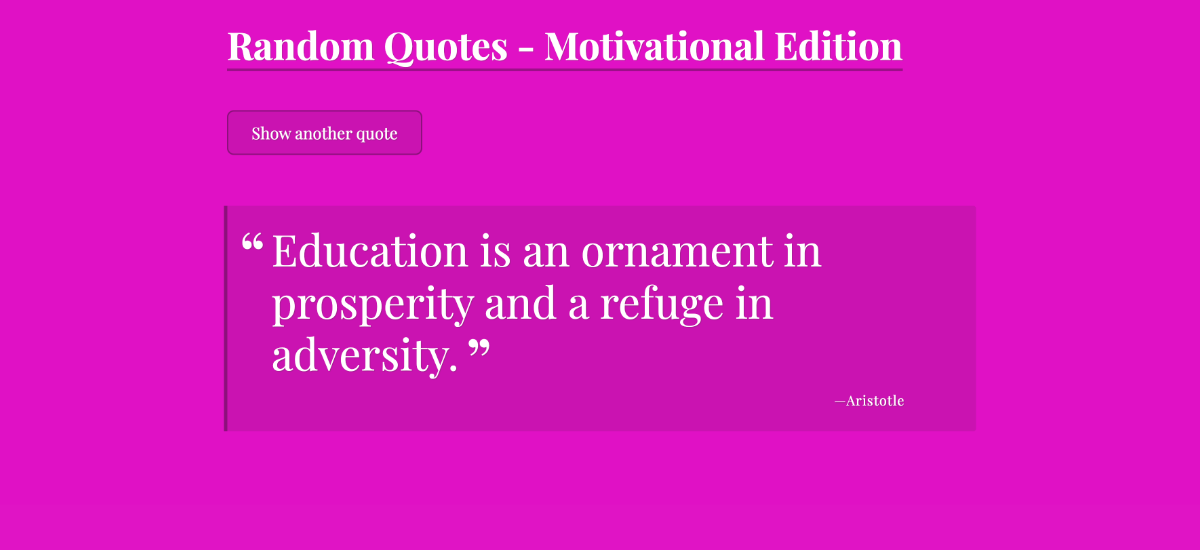 Random Quotes - Motivational Edition
Show another quote
“ Education is an ornament in
prosperity and a refuge in
adversity. ”
—Aristotle